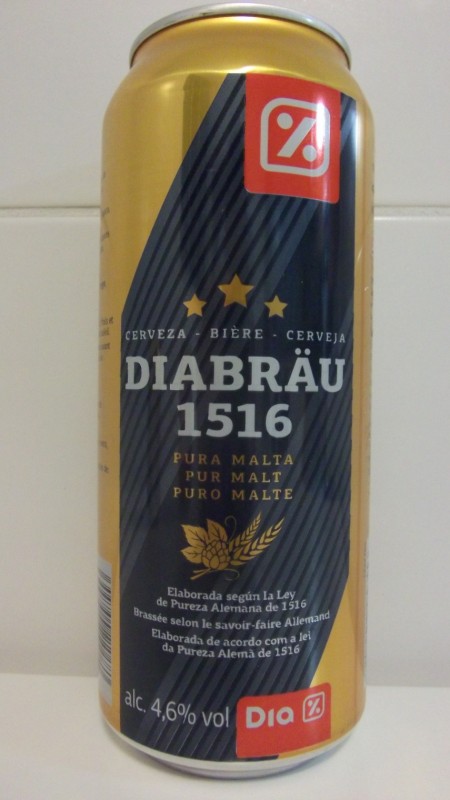 %
CERVEZA - BIÈRE - CERVEJA
DIABRÄU
1516
PURA MALTA
PUR MALT
PURO MALTE
Elaborada según la Ley
de Pureza Alemana de 1516
Brassée selon le savoir-faire Allemand
Elaborada de acordo com a lei
da Pureza Alemã de 1516
alc. 4,6% vol
Dia %